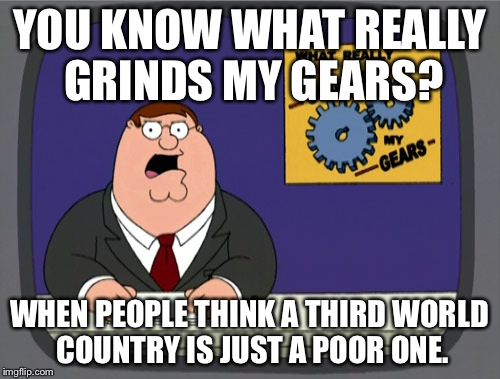 YOU KNOW WHAT REALLY
GRINDS MY GEARS?
WHAT REALLY
MY
GEARS
WHEN PEOPLE THINK A THIRD WORLD
COUNTRY IS JUST A POOR ONE.
imgflip.com